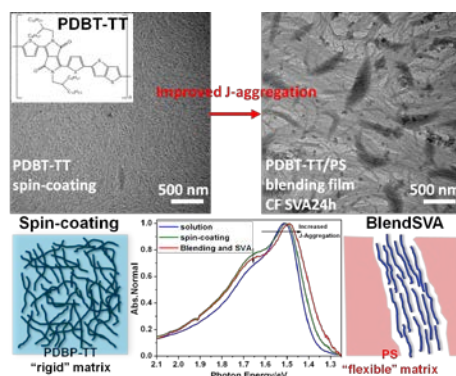 PDBT-TT
Improved J-aggregation
PDBT-TT
spin-coating
500 nm
PDBT-TT/PS
blending film
CF SVA24h
500 nm
Spin-coating
BlendSVA
solution
spin-coating
Blending and SVA
Increased
J-Aggregation
Abs.Normal
1.0
0.8
0.6
0.4
0.2
0.0
2.1 2.0 1.9 1.8 1.7 1.6 1.5 1.4 1.3
Photon Energy/eV
PDBP-TT
"rigid" matrix
PS
"flexible" matrix